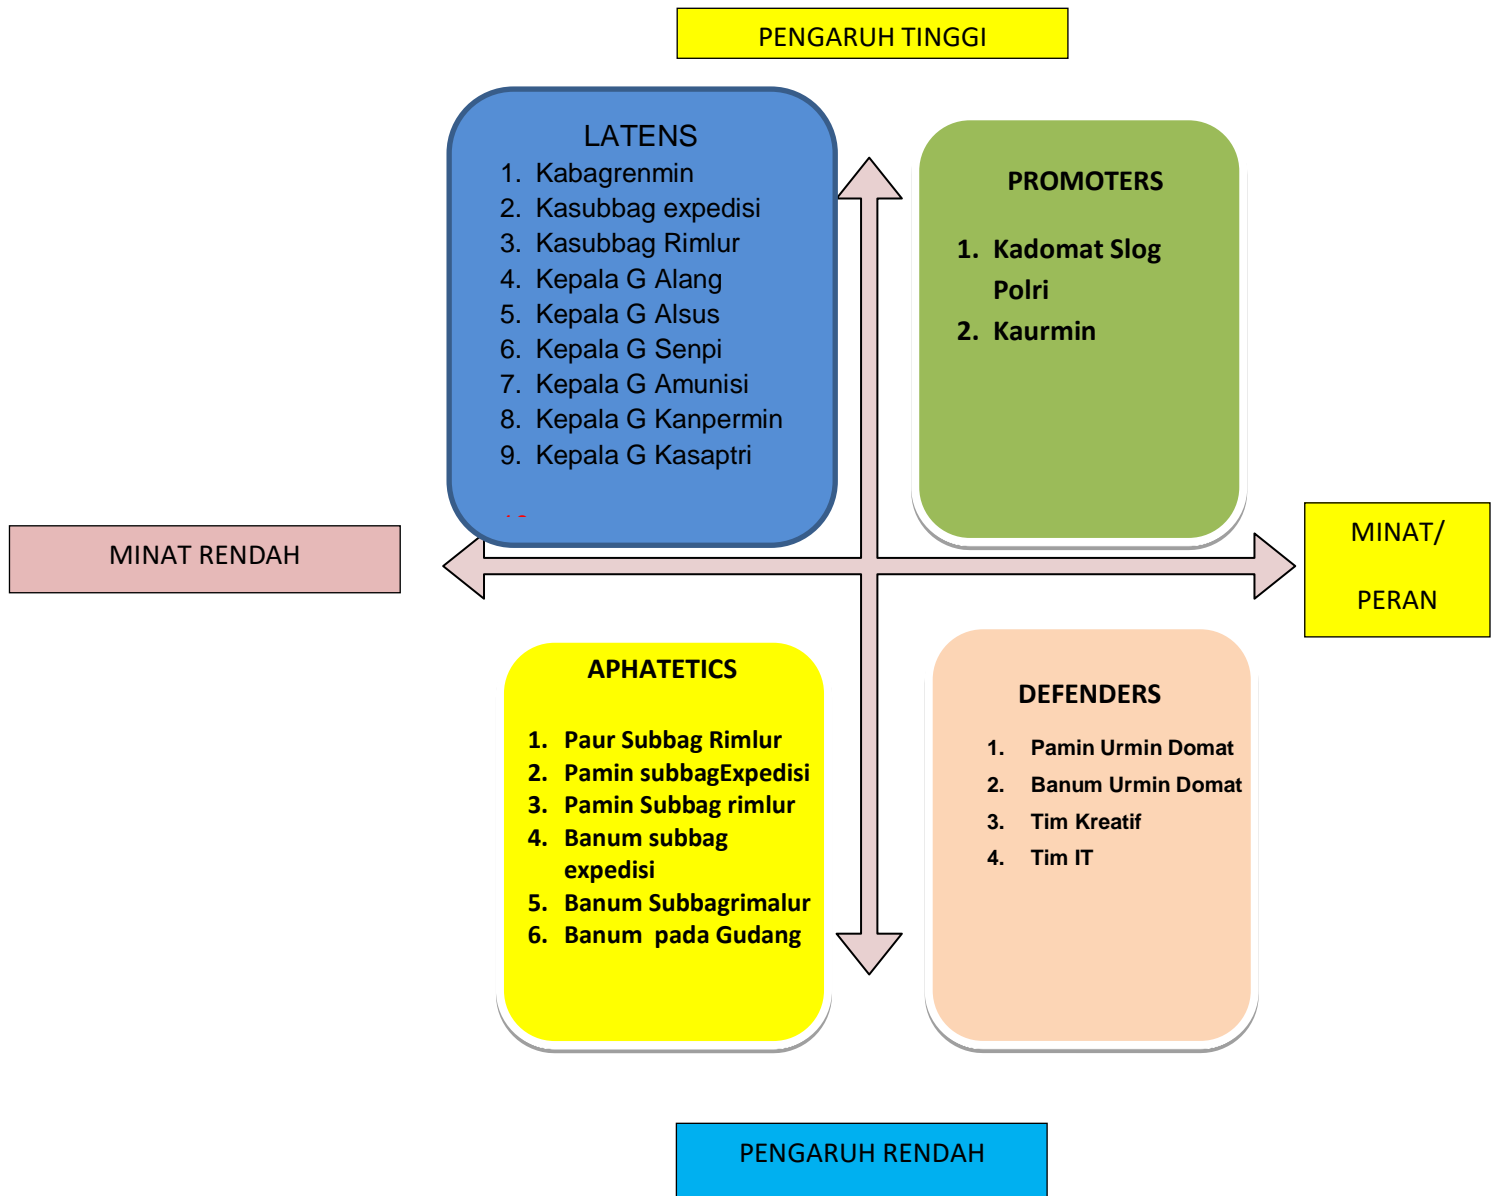 PENGARUH TINGGI
LATENS
1. Kabagrenmin
2. Kasubbag expedisi
3. Kasubbag Rimlur
4. Kepala G Alang
5. Kepala G Alsus
6. Kepala G Senpi
7. Kepala G Amunisi
8. Kepala G Kanpermin
9. Kepala G Kasaptri
PROMOTERS
1. Kadomat Slog
Polri
2. Kaurmin
MINAT RENDAH
MINAT/
PERAN
APHATETICS
1. Paur Subbag Rimlur
2. Pamin subbagExpedisi
3. Pamin Subbag rimlur
4. Banum subbag
expedisi
5. Banum Subbagrimalur
6. Banum pada Gudang
DEFENDERS
1. Pamin Urmin Domat
2. Banum Urmin Domat
3. Tim Kreatif
4. Tim IT
PENGARUH RENDAH